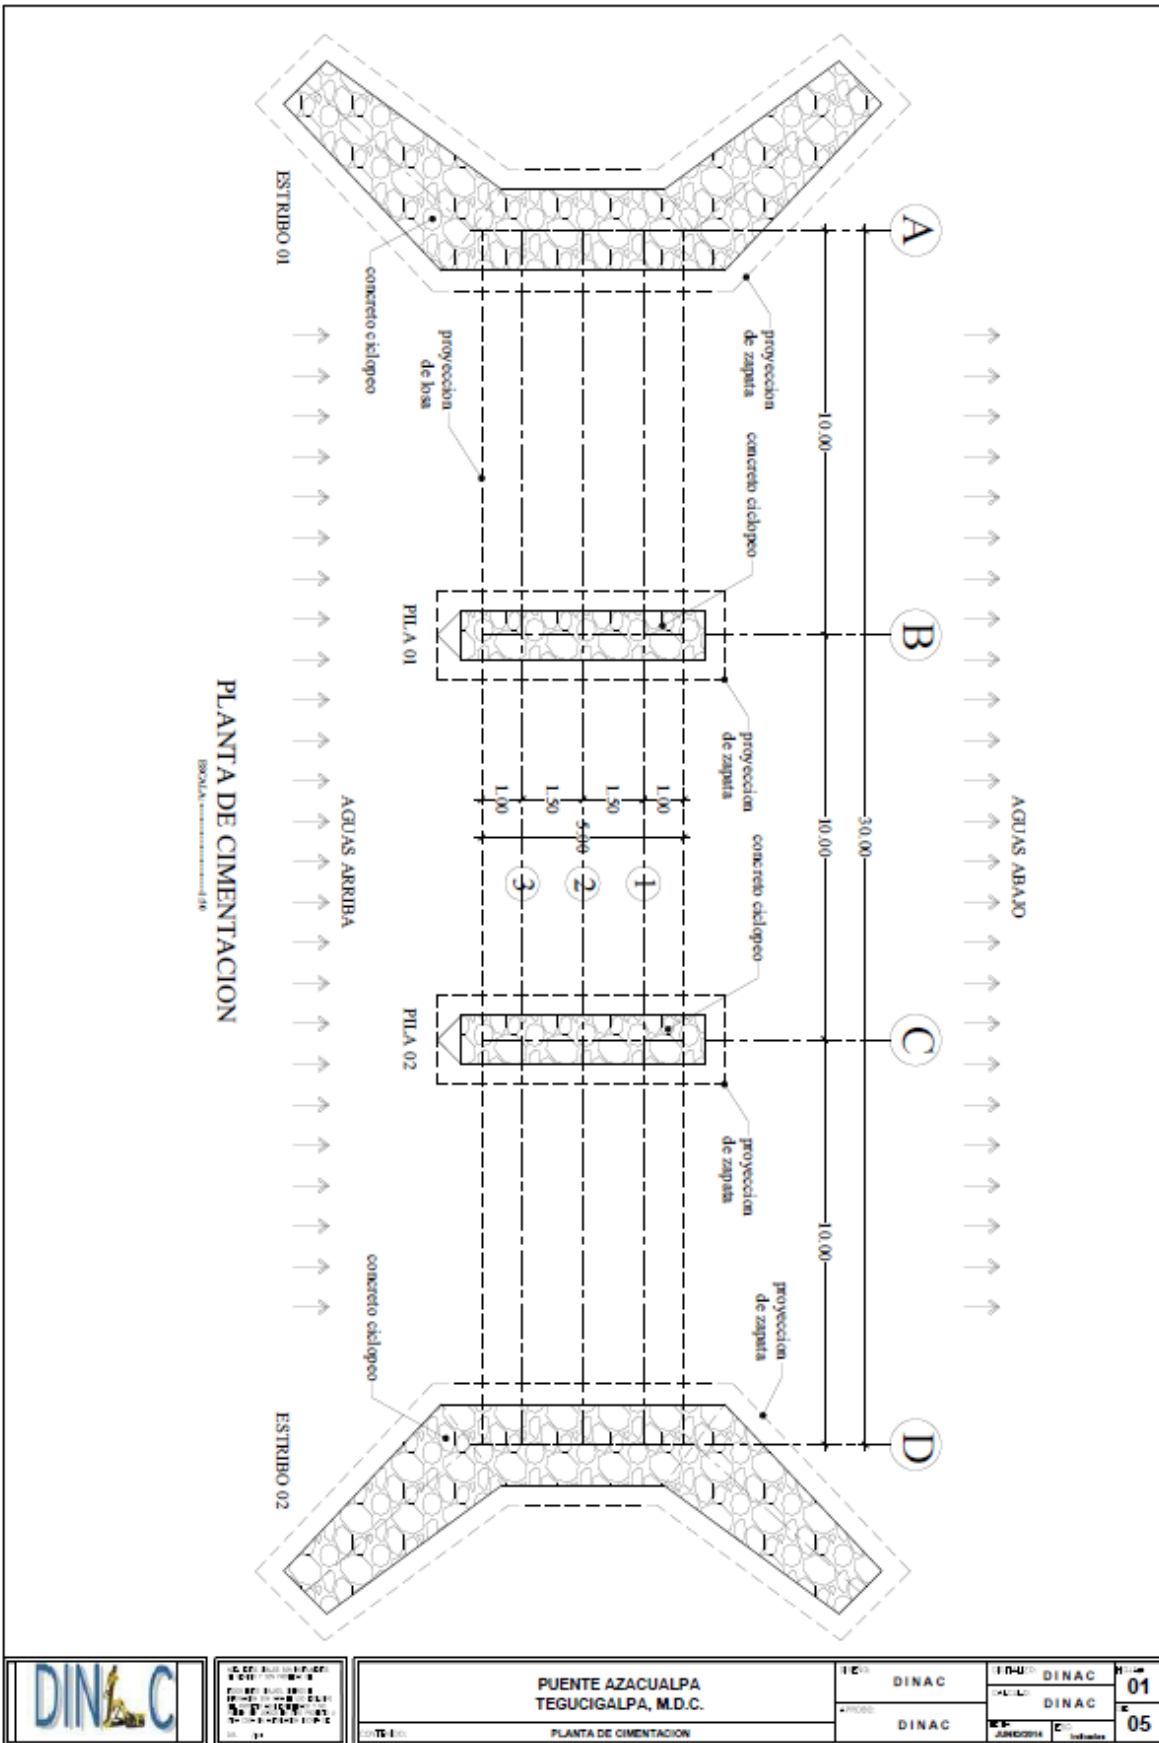 A
B
C
D
ESTRIBO 01
concreto ciclopeo
proyeccion
de losa
proyeccion
de zapata
concreto ciclopeo
10.00
PILA 01
proyeccion
de zapata
1.00
1.50
1.50
1.00
5.00
3
2
1
10.00
30.00
AGUAS ARRIBA
AGUAS ABAJO
PLANTA DE CIMENTACION
concreto ciclopeo
PILA 02
proyeccion
de zapata
10.00
concreto ciclopeo
proyeccion
de zapata
ESTRIBO 02
DINAC
PUENTE AZACUALPA
TEGUCIGALPA, M.D.C.
PLANTA DE CIMENTACION
DINAC
DINAC
DINAC
DINAC
JUNIO/2014
Indicadas
01
05